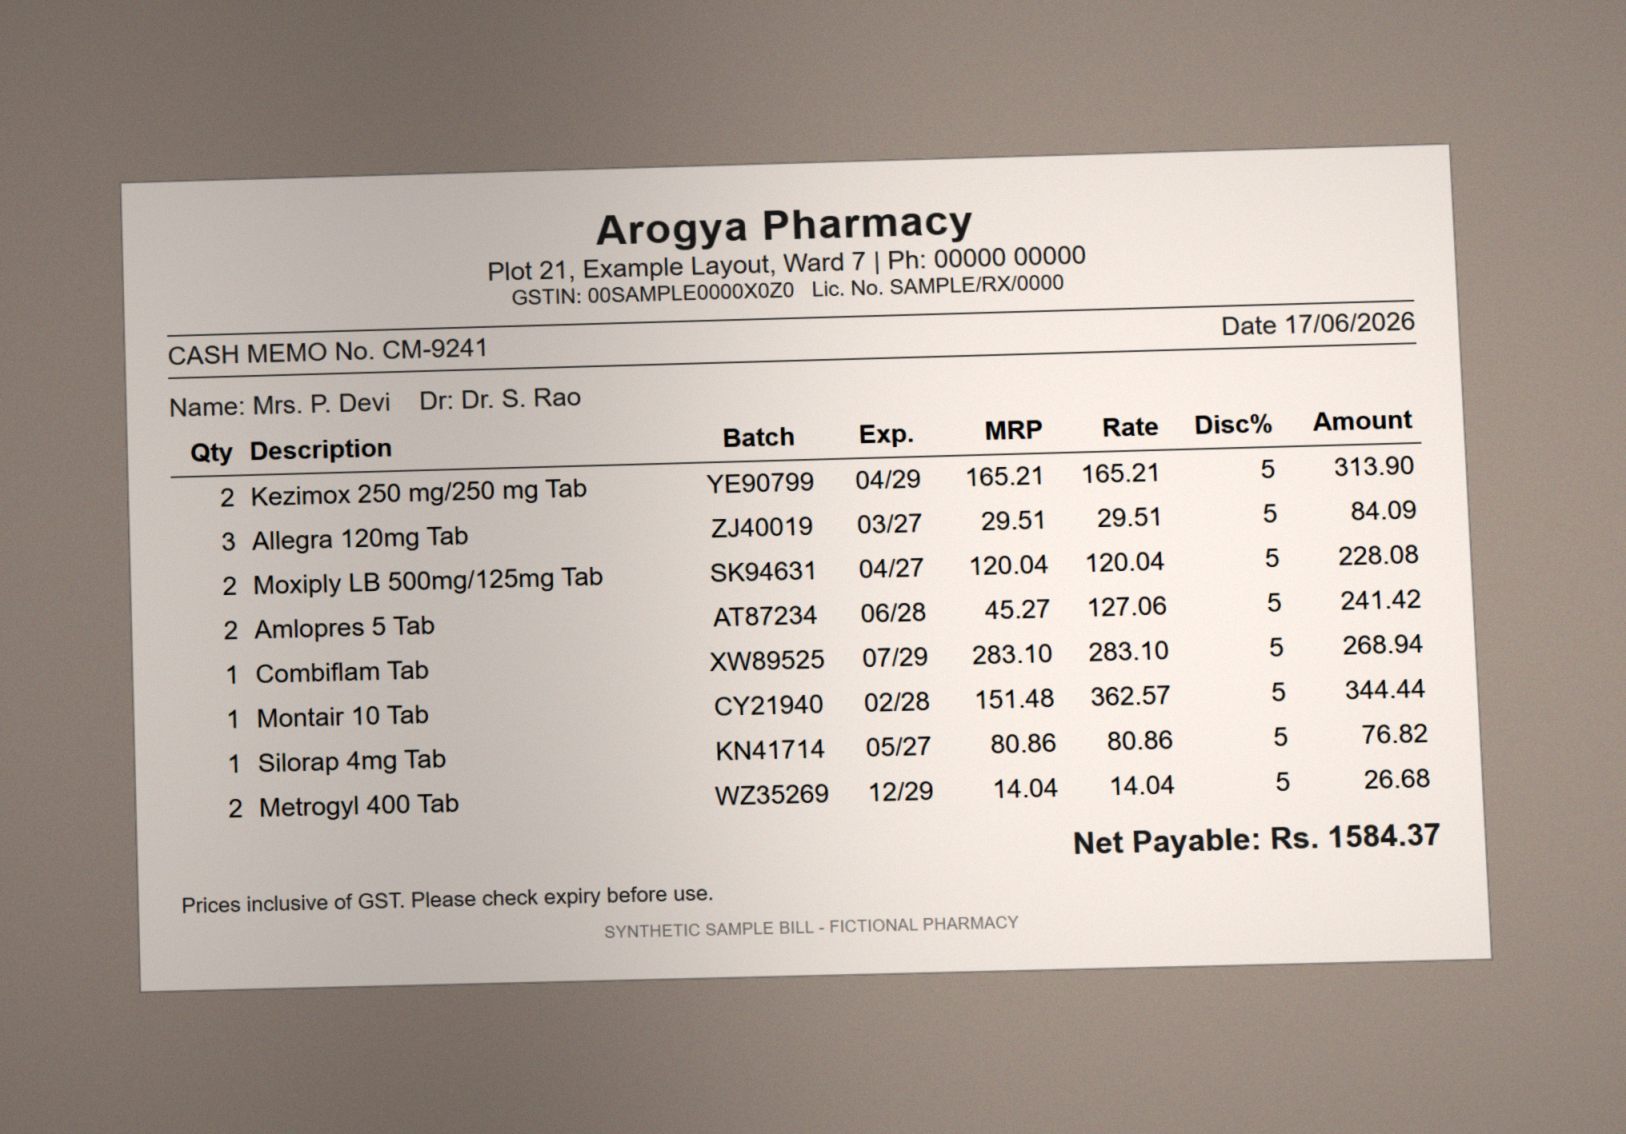 Arogya Pharmacy
Plot 21, Example Layout, Ward 7 | Ph: 00000 00000
GSTIN: 00SAMPLE0000X0Z0 Lic. No. SAMPLE/RX/0000
CASH MEMO No. CM-9241 Date 17/06/2026
Name: Mrs. P. Devi Dr: Dr. S. Rao
Qty Description Batch Exp. MRP Rate Disc% Amount
2 Kezimox 250 mg/250 mg Tab YE90799 04/29 165.21 165.21 5 313.90
3 Allegra 120mg Tab ZJ40019 03/27 29.51 29.51 5 84.09
2 Moxiply LB 500mg/125mg Tab SK94631 04/27 120.04 120.04 5 228.08
2 Amlopres 5 Tab AT87234 06/28 45.27 127.06 5 241.42
1 Combiflam Tab XW89525 07/29 283.10 283.10 5 268.94
1 Montair 10 Tab CY21940 02/28 151.48 362.57 5 344.44
1 Silorap 4mg Tab KN41714 05/27 80.86 80.86 5 76.82
2 Metrogyl 400 Tab WZ35269 12/29 14.04 14.04 5 26.68
Net Payable: Rs. 1584.37
Prices inclusive of GST. Please check expiry before use.
SYNTHETIC SAMPLE BILL - FICTIONAL PHARMACY